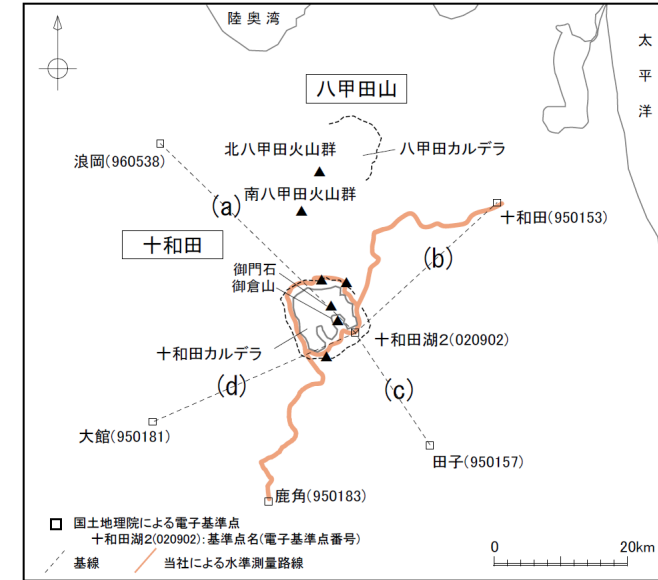 陸奥湾
太平洋
八甲田山
北八甲田火山群
八甲田カルデラ
浪岡(960538)
南八甲田火山群
(a)
十和田(950153)
十和田
(b)
御門石
御倉山
十和田湖2(020902)
十和田カルデラ
(d)
(c)
大館(950181)
田子(950157)
鹿角(950183)
国土地理院による電子基準点
十和田湖2(020902):基準点名(電子基準点番号)
基線
当社による水準測量路線
0
20km